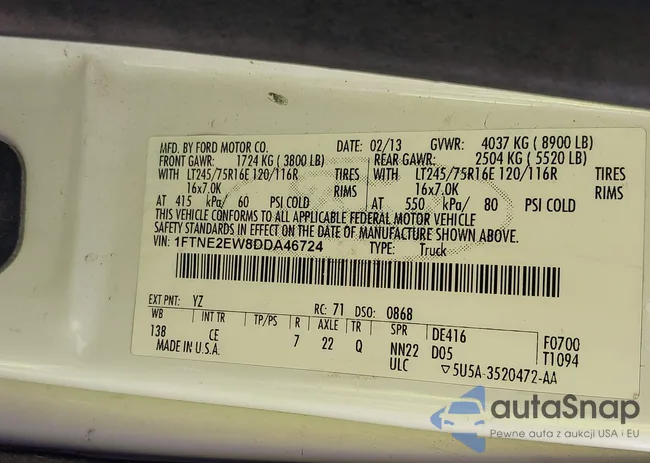 MFD. BY FORD MOTOR CO. DATE: 02/13 GVWR: 4037 KG ( 8900 LB)
FRONT GAWR: 1724 KG ( 3800 LB) REAR GAWR: 2504 KG ( 5520 LB)
WITH LT245/75R16E 120/116R TIRES WITH LT245/75R16E 120/116R TIRES
16x7.0K RIMS 16x7.0K RIMS
AT 415 kPa/ 60 PSI COLD AT 550 kPa/ 80 PSI COLD
THIS VEHICLE CONFORMS TO ALL APPLICABLE FEDERAL MOTOR VEHICLE
SAFETY STANDARDS IN EFFECT ON THE DATE OF MANUFACTURE SHOWN ABOVE.
VIN: 1FTNE2EW8DDA46724 TYPE: Truck
EXT PNT: YZ RC: 71 DSO: 0868
WB INT TR TP/PS R AXLE TR SPR DE416 F0700
138 CE 7 22 Q NN22 D05 T1094
MADE IN U.S.A. ULC ▽5U5A-3520472-AA
autaSnap
Pewne auta z aukcji USA i EU